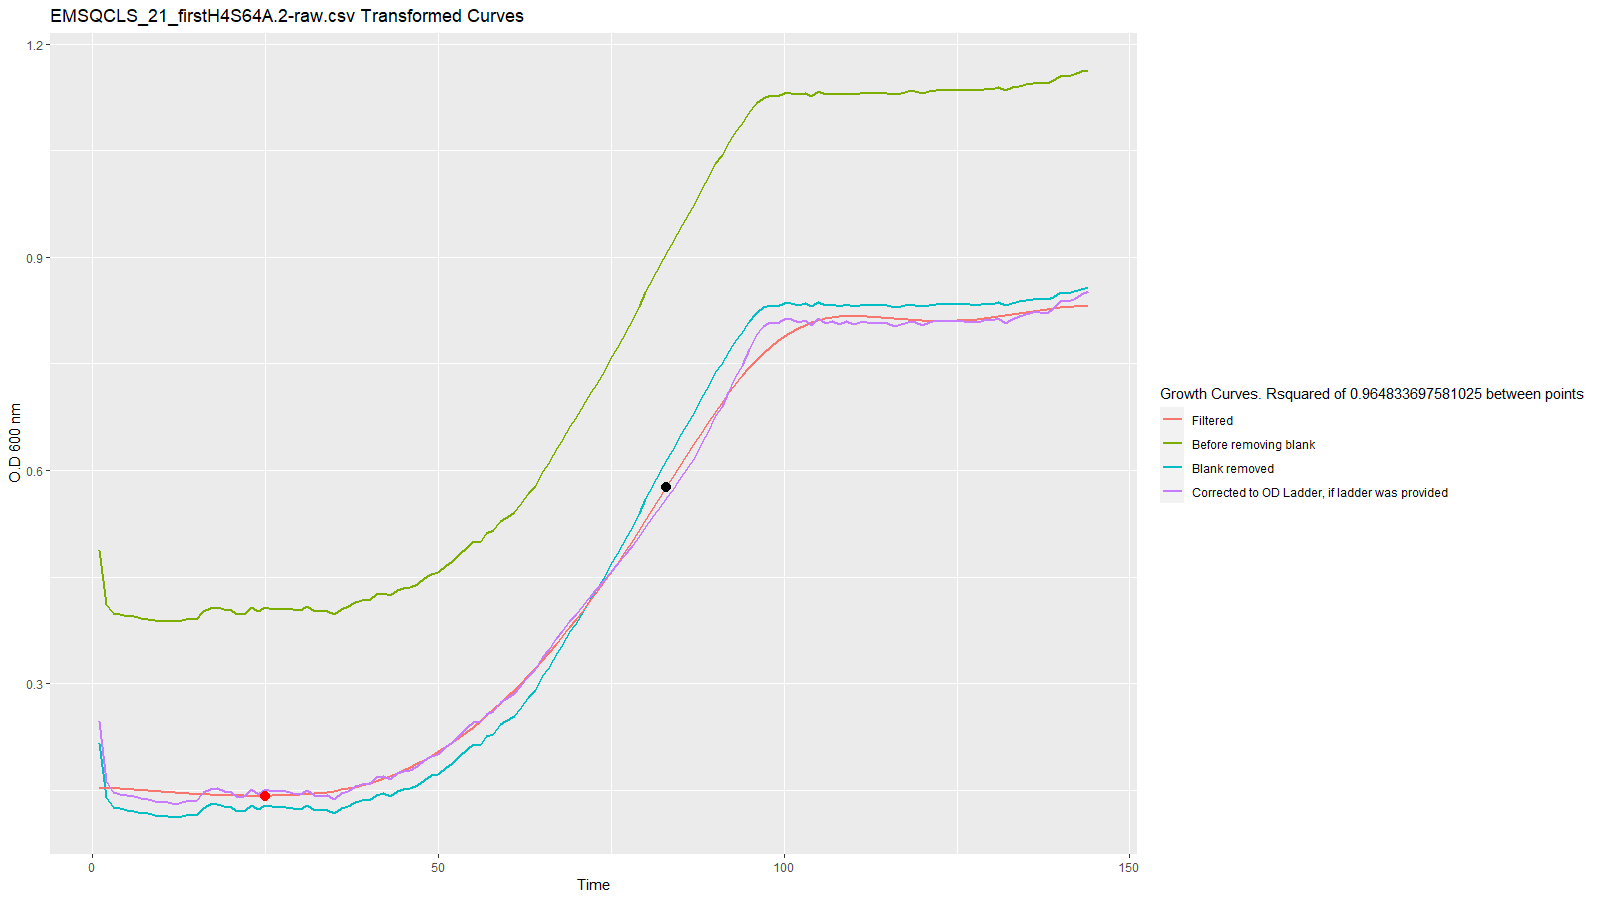 EMSQCLS_21_firstH4S64A.2-raw.csv Transformed Curves
1.2
0.9
0.6
0.3
O.D 600 nm
0
50
100
150
Time
Growth Curves. Rsquared of 0.964833697581025 between points
Filtered
Before removing blank
Blank removed
Corrected to OD Ladder, if ladder was provided